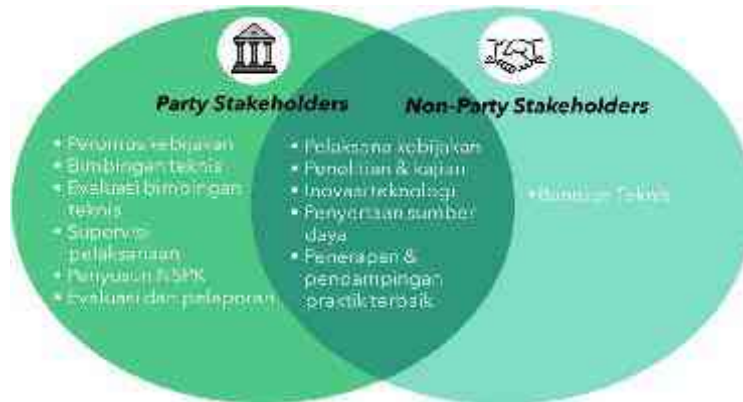 Party Stakeholders
Non-Party Stakeholders
• Perumus kebijakan
• Bimbingan teknis
• Evaluasi bimbingan
teknis
• Supervisi
pelaksanaan
• Penyusun NSPK
• Evaluasi dan pelaporan
• Pelaksana kebijakan
• Penelitian & kajian
• Inovasi teknologi
• Penyertaan sumber
daya
• Penerapan &
pendampingan
praktik terbaik
• Bantuan Teknis